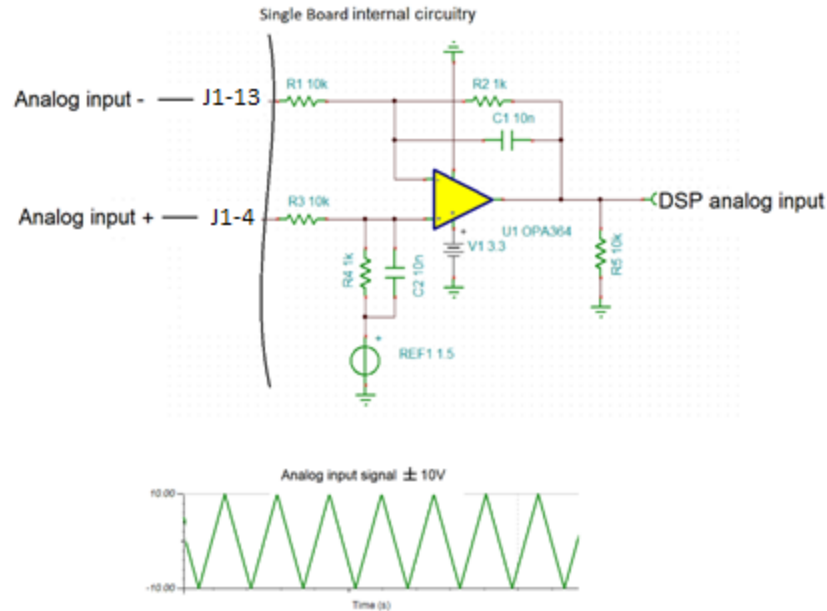 Single Board internal circuitry
Analog input - J1-13
R1 10k
R2 1k
C1 10n
Analog input + J1-4
R3 10k
DSP analog input
U1 OPA364
V1 3.3
+
R4 1k
C2 10n
R5 10k
+
REF1 1.5
Analog input signal ± 10V
10.00
-10.00
Time (s)